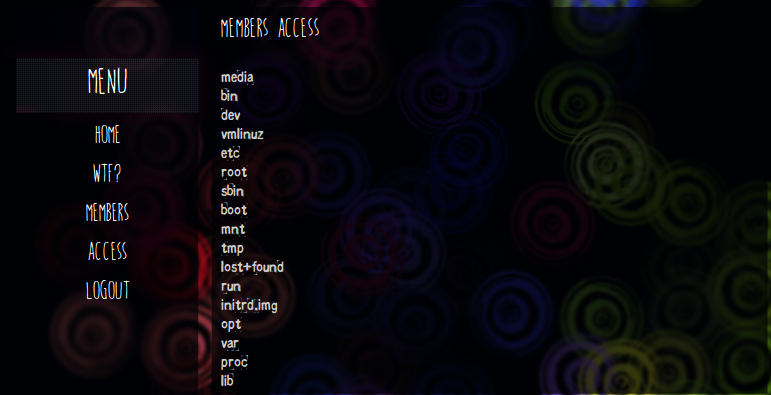 MEMBERS ACCESS
MENU
HOME
WTF?
MEMBERS
ACCESS
LOGOUT
media
bin
dev
vmlinuz
etc
root
sbin
boot
mnt
tmp
lost+found
run
initrd.img
opt
var
proc
lib